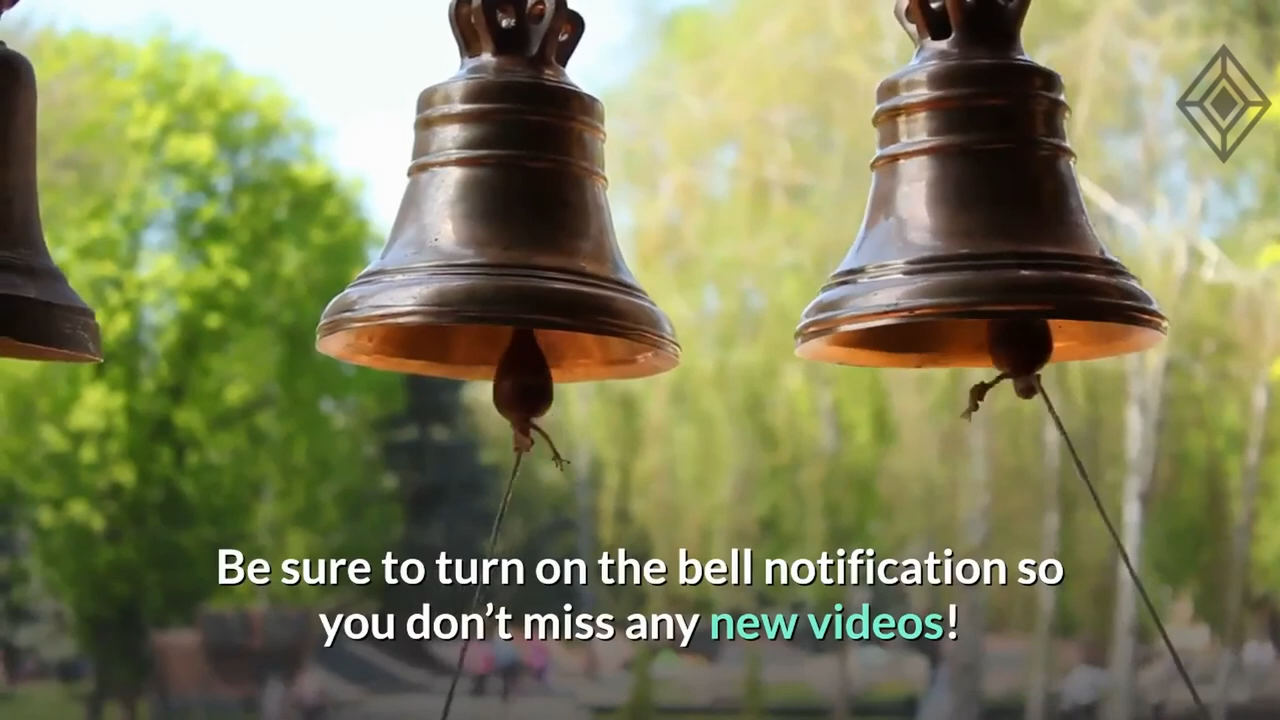 Be sure to turn on the bell notification so
you don’t miss any new videos!